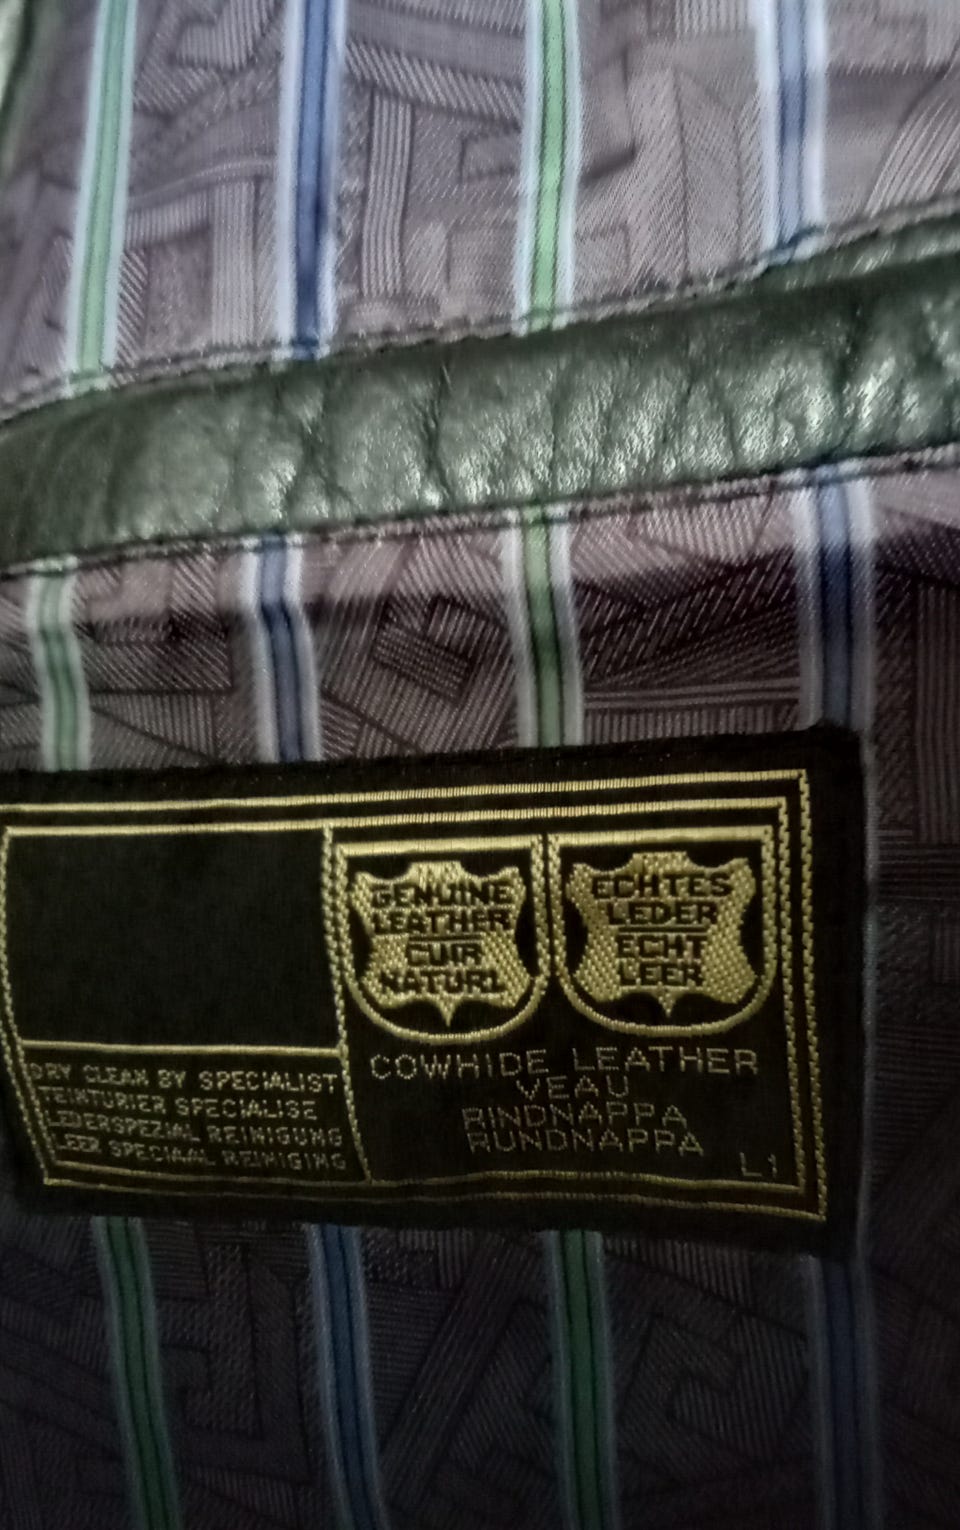 GENUINE
LEATHER
CUIR
NATURL
ECHTES
LEDER
ECHT
LEER
DRY CLEAN BY SPECIALIST
TEINTURIER SPECIALISE
LEDERSPEZIAL REINIGUNG
LEER SPECIAAL REINIGING
COWHIDE LEATHER
VEAU
RINDNAPPA
RUNDNAPPA
L1